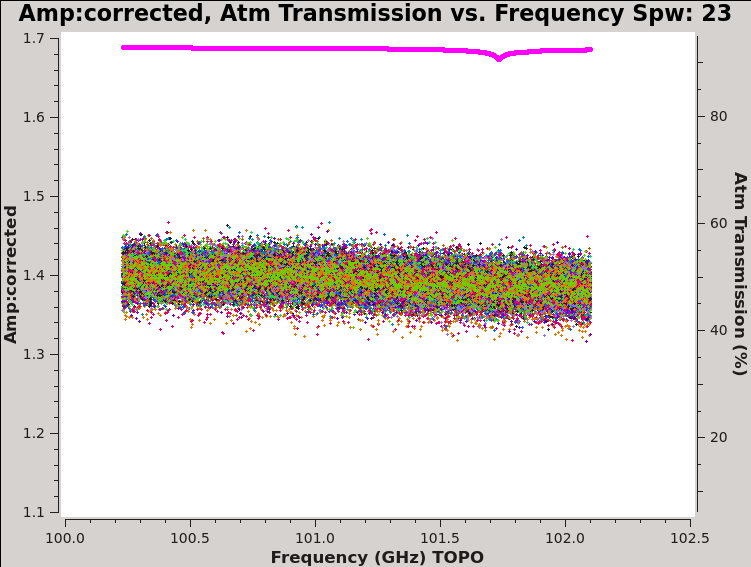 Amp:corrected, Atm Transmission vs. Frequency Spw: 23
Amp:corrected
1.7
1.6
1.5
1.4
1.3
1.2
1.1
100.0 100.5 101.0 101.5 102.0 102.5
Frequency (GHz) TOPO
80
60
40
20
Atm Transmission (%)